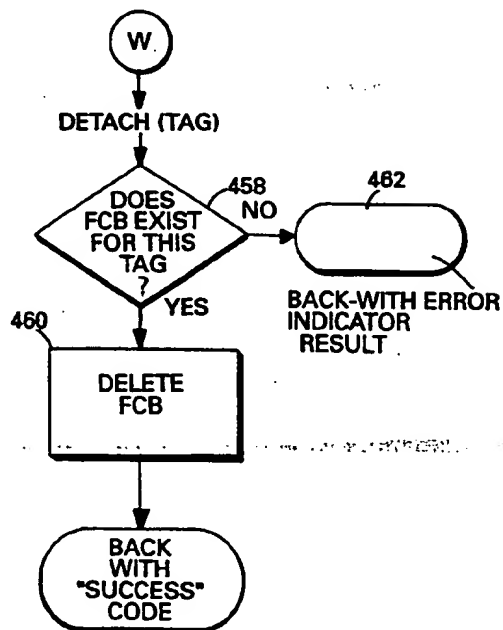 W
DETACH (TAG)
458
DOES
FCB EXIST
FOR THIS
TAG
?
NO
462
BACK-WITH ERROR
INDICATOR
RESULT
YES
460
DELETE
FCB
BACK
WITH
"SUCCESS"
CODE